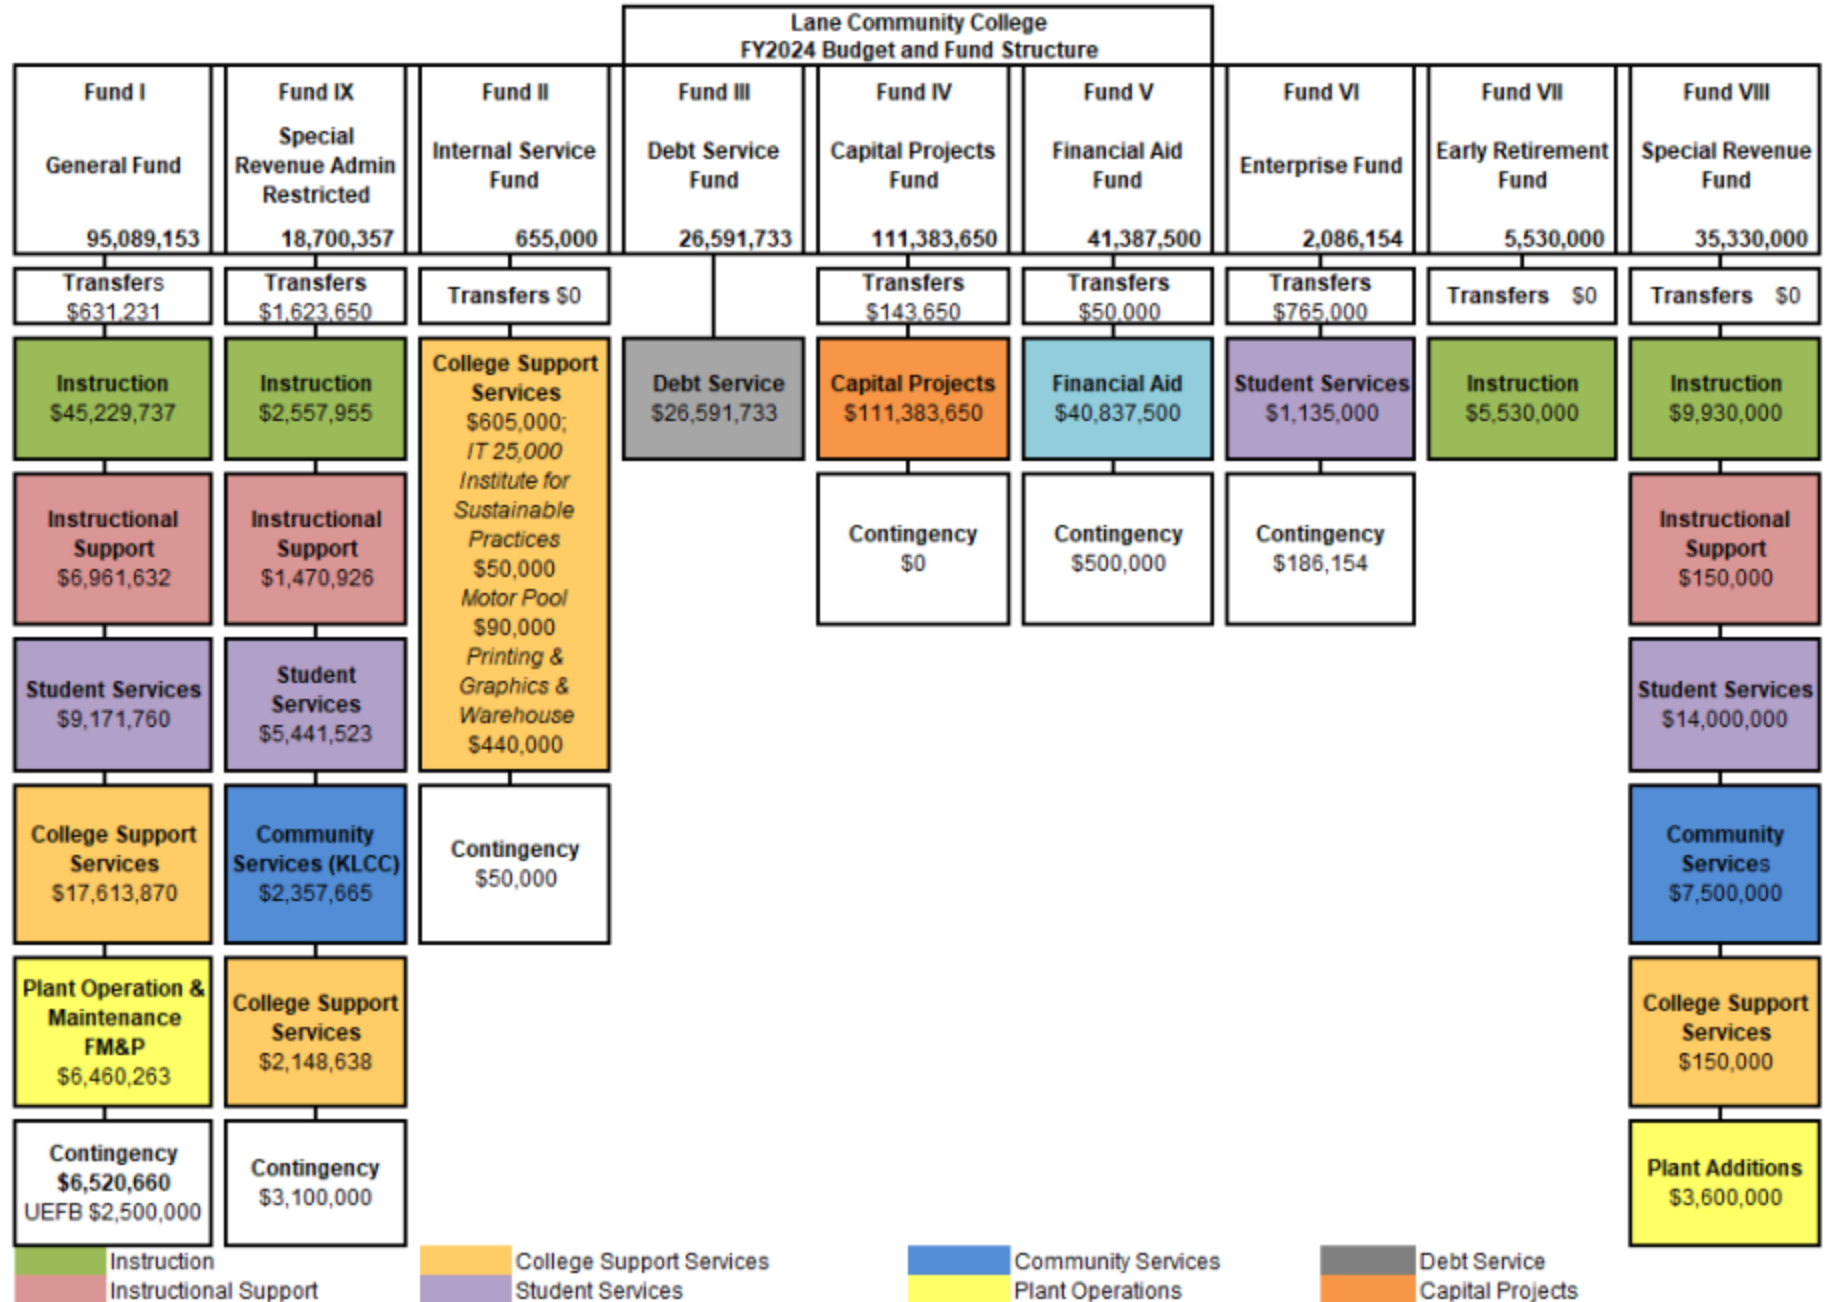 Lane Community College
FY2024 Budget and Fund Structure
Fund I
General Fund
95,089,153
Transfers
$631,231
Instruction
$45,229,737
Instructional
Support
$6,961,632
Student Services
$9,171,760
College Support
Services
$17,613,870
Plant Operation &
Maintenance
FM&P
$6,460,263
Contingency
$6,520,660
UEFB $2,500,000
Fund IX
Special
Revenue Admin
Restricted
18,700,357
Transfers
$1,623,650
Instruction
$2,557,955
Instructional
Support
$1,470,926
Student
Services
$5,441,523
Community
Services (KLCC)
$2,357,665
College Support
Services
$2,148,638
Contingency
$3,100,000
Fund II
Internal Service
Fund
655,000
Transfers $0
College Support
Services
$605,000;
IT 25,000
Institute for
Sustainable
Practices
$50,000
Motor Pool
$90,000
Printing &
Graphics &
Warehouse
$440,000
Contingency
$50,000
Fund III
Debt Service
Fund
26,591,733
Debt Service
$26,591,733
Fund IV
Capital Projects
Fund
111,383,650
Transfers
$143,650
Capital Projects
$111,383,650
Contingency
$0
Fund V
Financial Aid
Fund
41,387,500
Transfers
$50,000
Financial Aid
$40,837,500
Contingency
$500,000
Fund VI
Enterprise Fund
2,086,154
Transfers
$765,000
Student Services
$1,135,000
Contingency
$186,154
Fund VII
Early Retirement
Fund
5,530,000
Transfers $0
Instruction
$5,530,000
Fund VIII
Special Revenue
Fund
35,330,000
Transfers $0
Instruction
$9,930,000
Instructional
Support
$150,000
Student Services
$14,000,000
Community
Services
$7,500,000
College Support
Services
$150,000
Plant Additions
$3,600,000
Instruction
Instructional Support
College Support Services
Student Services
Community Services
Plant Operations
Debt Service
Capital Projects